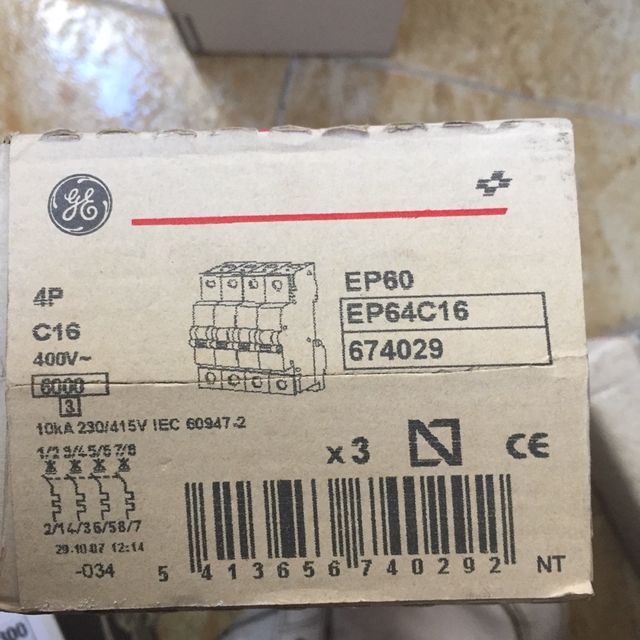 GE
4P
C16
400V~
6000
3
10kA 230/415V IEC 60947-2
1/2 3/4 5/6 7/8
2/1 4/3 6/5 8/7
29.10.07 12:14
-034
EP60
EP64C16
674029
x3
N
CE
5 413656 740292
NT